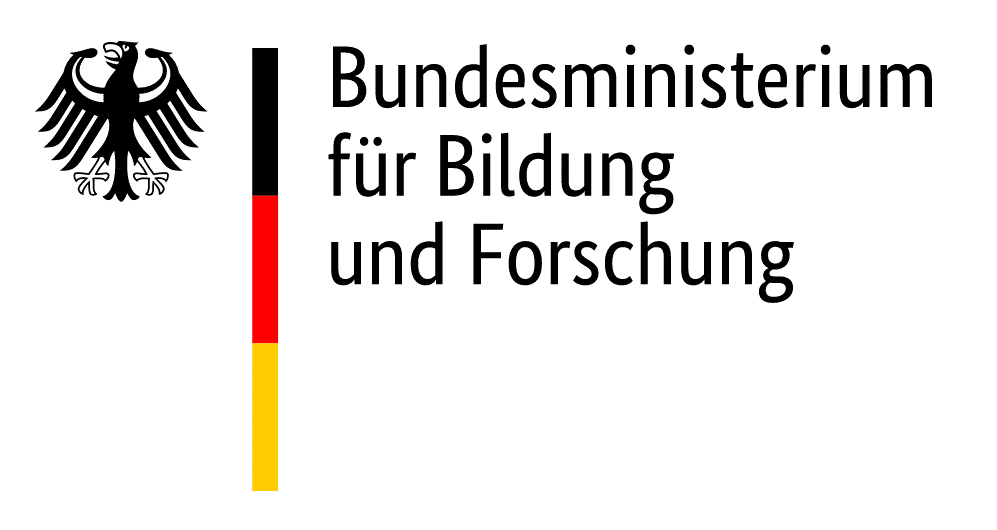 Bundesministerium
für Bildung
und Forschung